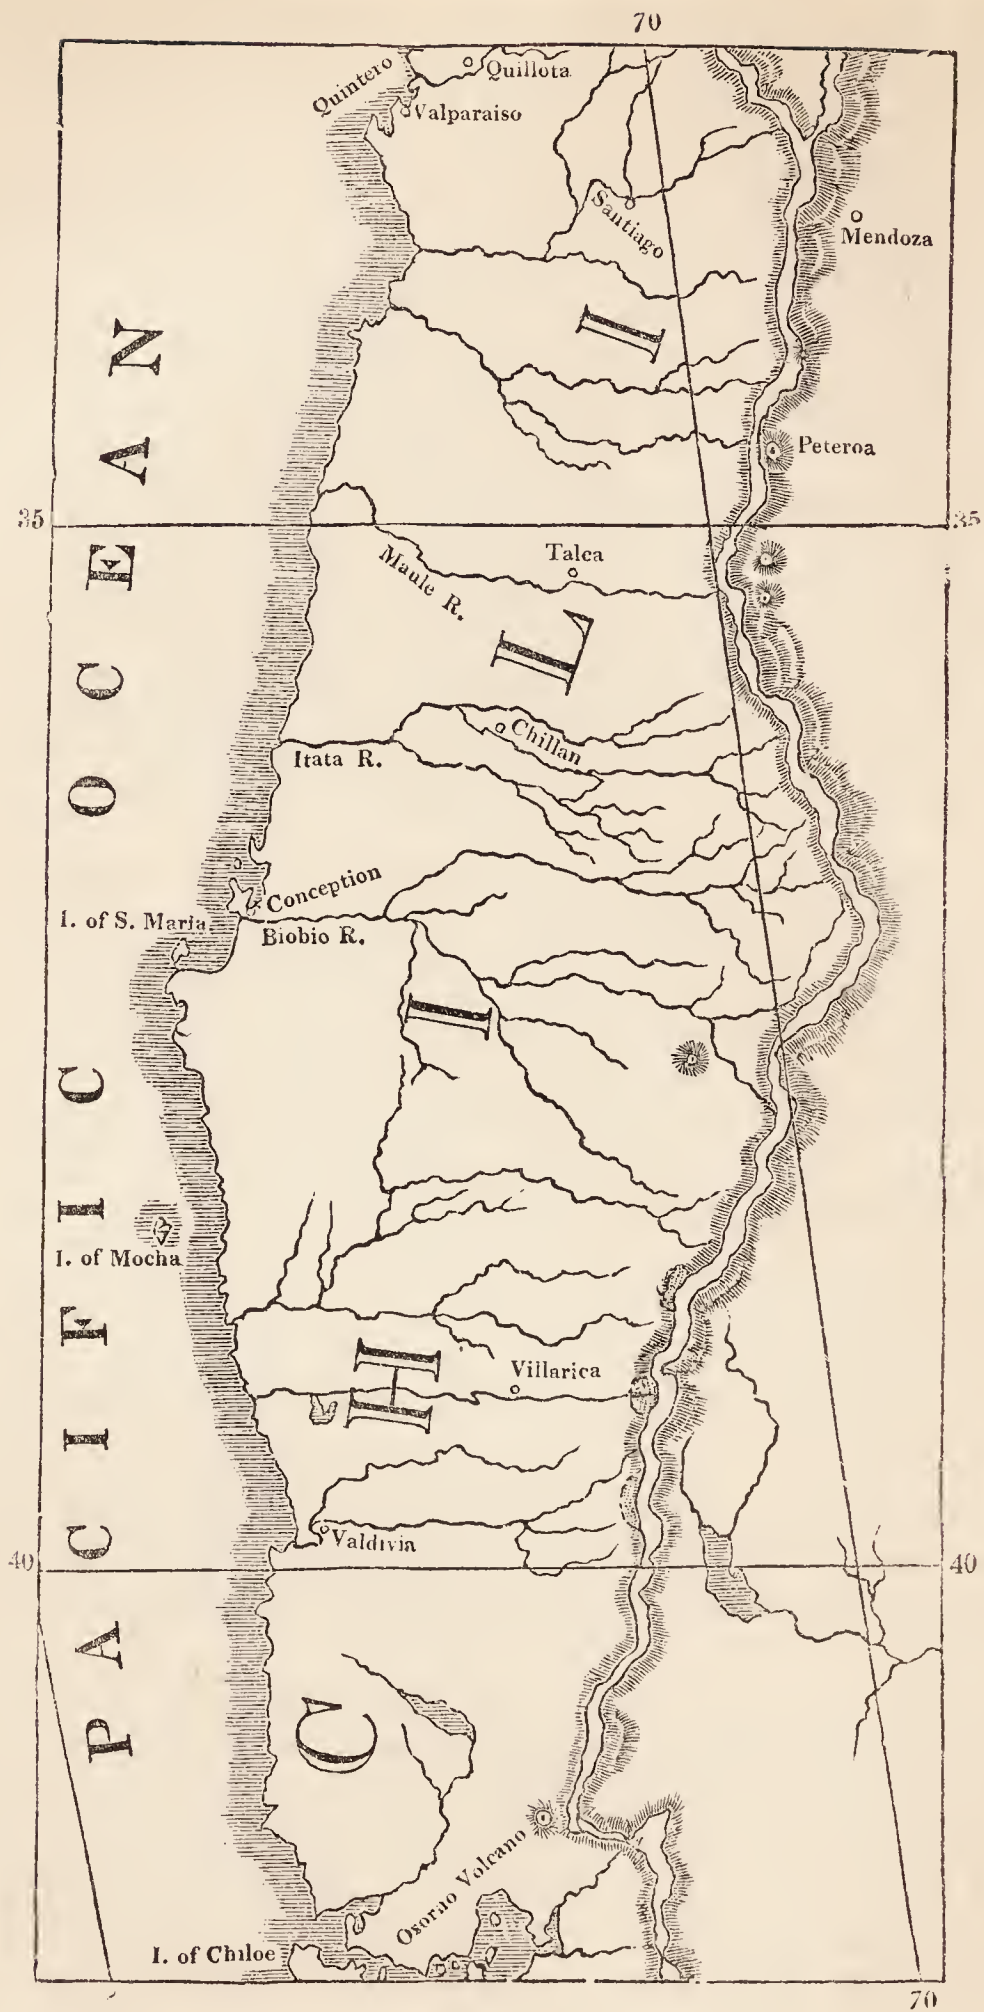 70
Quintero
Quillota
Valparaiso
Santiago
Mendoza
Peteroa
35
35
Talca
Maule R.
Chillan
Itata R.
Conception
I. of S. Maria
Biobio R.
I. of Mocha
Villarica
Valdivia
40
40
Osorno Volcano
I. of Chiloe
70
PACIFIC OCEAN
CHILI